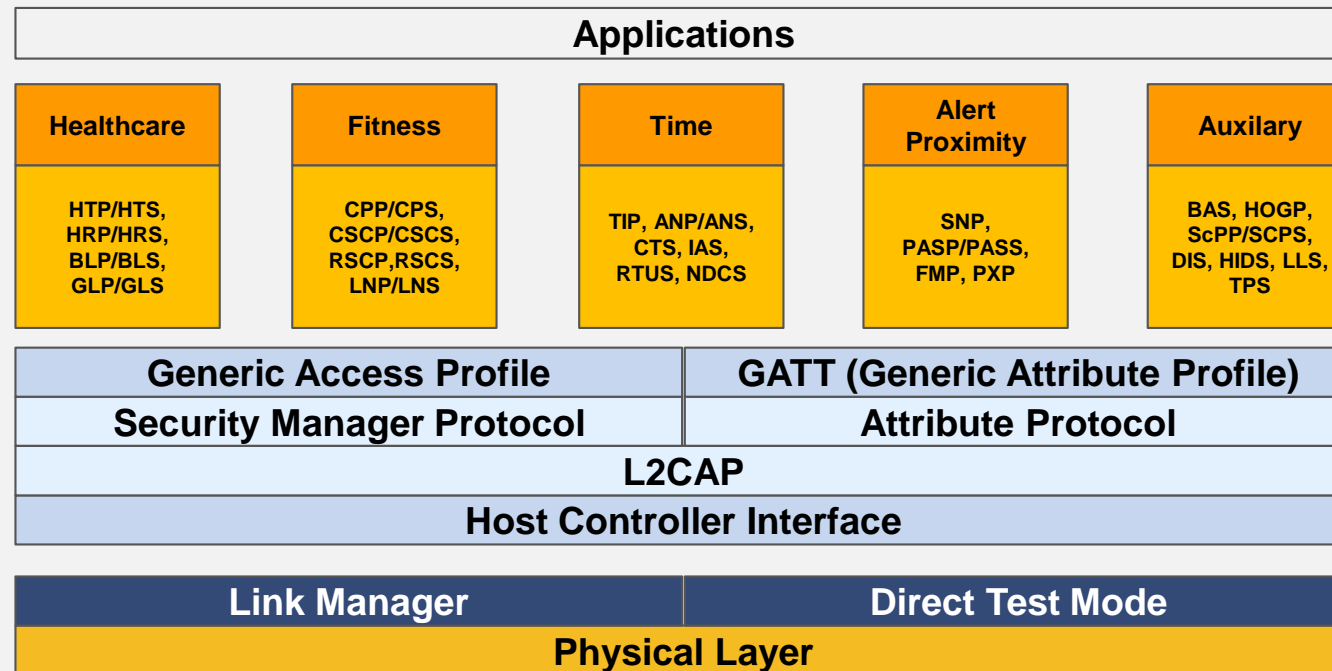 Applications
Healthcare
Fitness
Time
Alert
Proximity
Auxilary
HTP/HTS,
HRP/HRS,
BLP/BLS,
GLP/GLS
CPP/CPS,
CSCP/CSCS,
RSCP,RSCS,
LNP/LNS
TIP, ANP/ANS,
CTS, IAS,
RTUS, NDCS
SNP,
PASP/PASS,
FMP, PXP
BAS, HOGP,
ScPP/SCPS,
DIS, HIDS, LLS,
TPS
Generic Access Profile
GATT (Generic Attribute Profile)
Security Manager Protocol
Attribute Protocol
L2CAP
Host Controller Interface
Link Manager
Direct Test Mode
Physical Layer